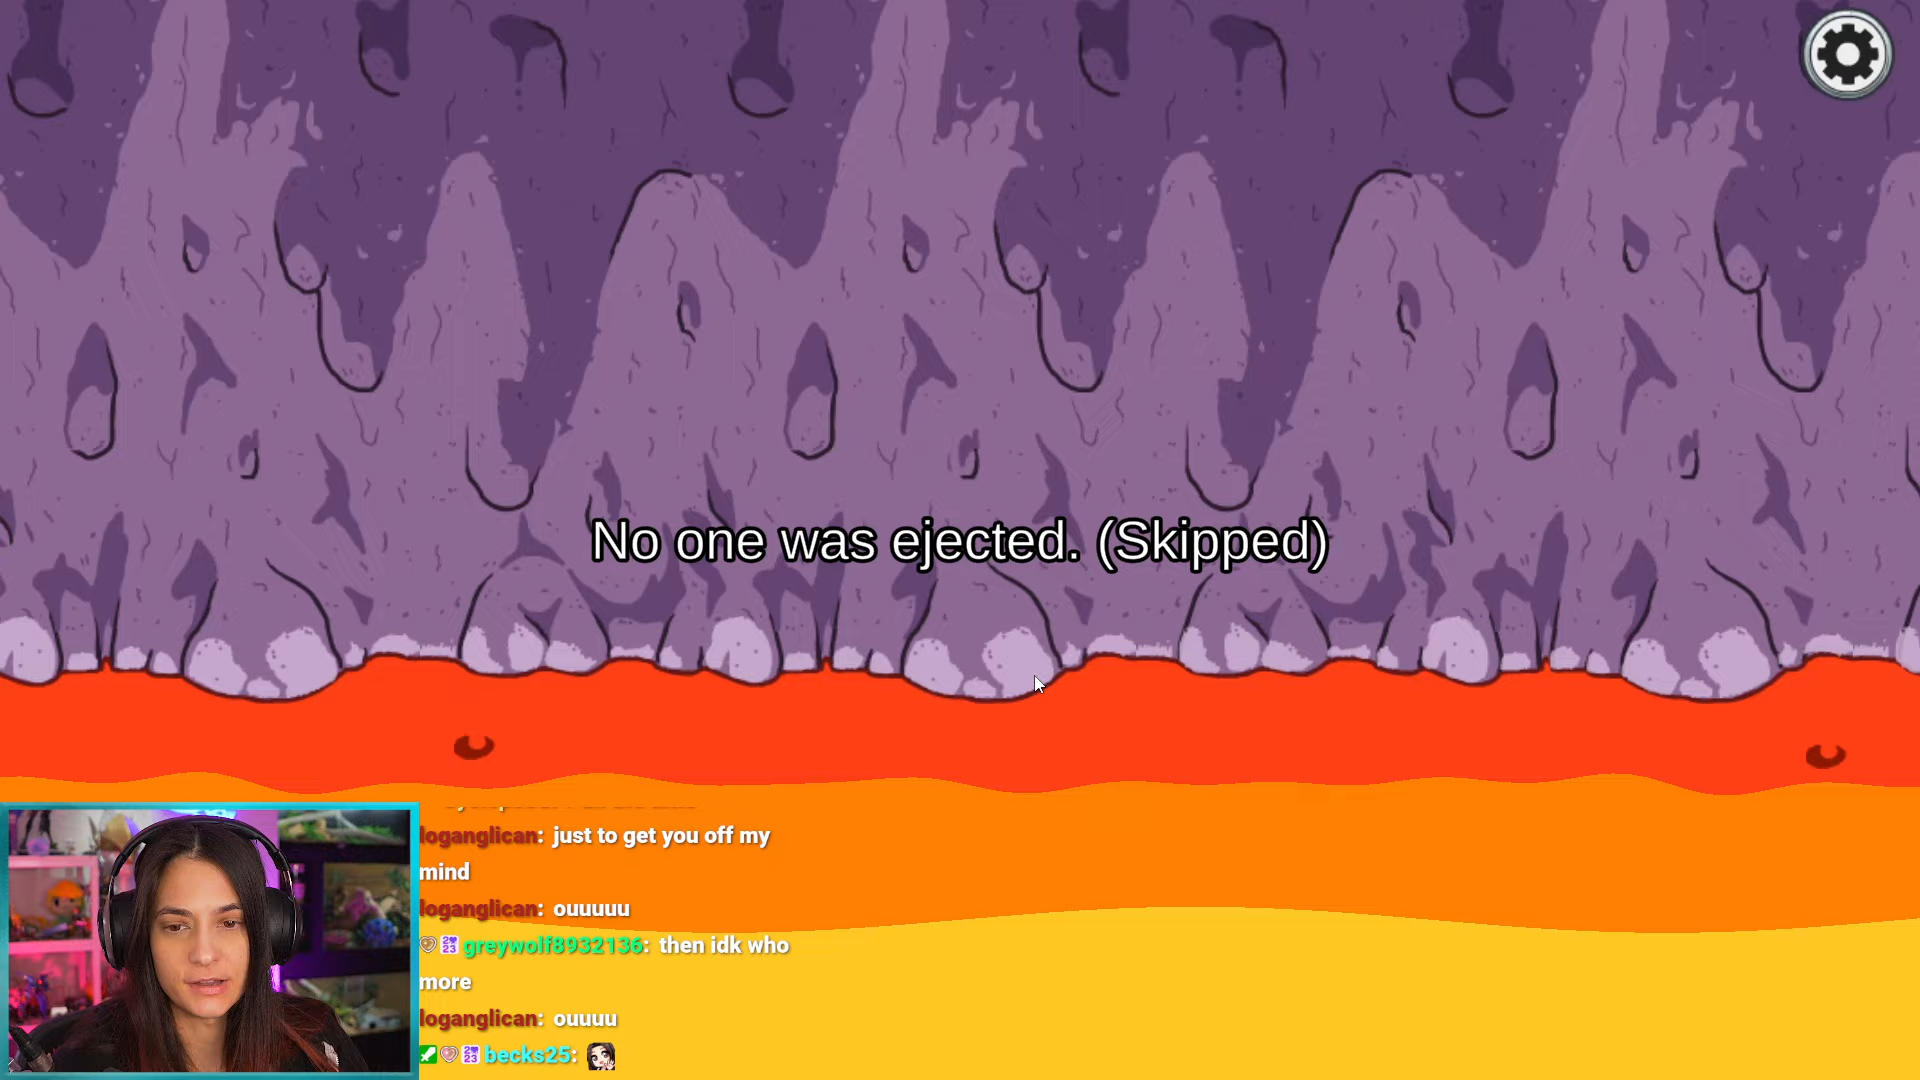 No one was ejected. (Skipped)
loganglican: just to get you off my
mind
loganglican: ouuuuu
greywolf8932136: then idk who
more
loganglican: ouuuu
becks25: